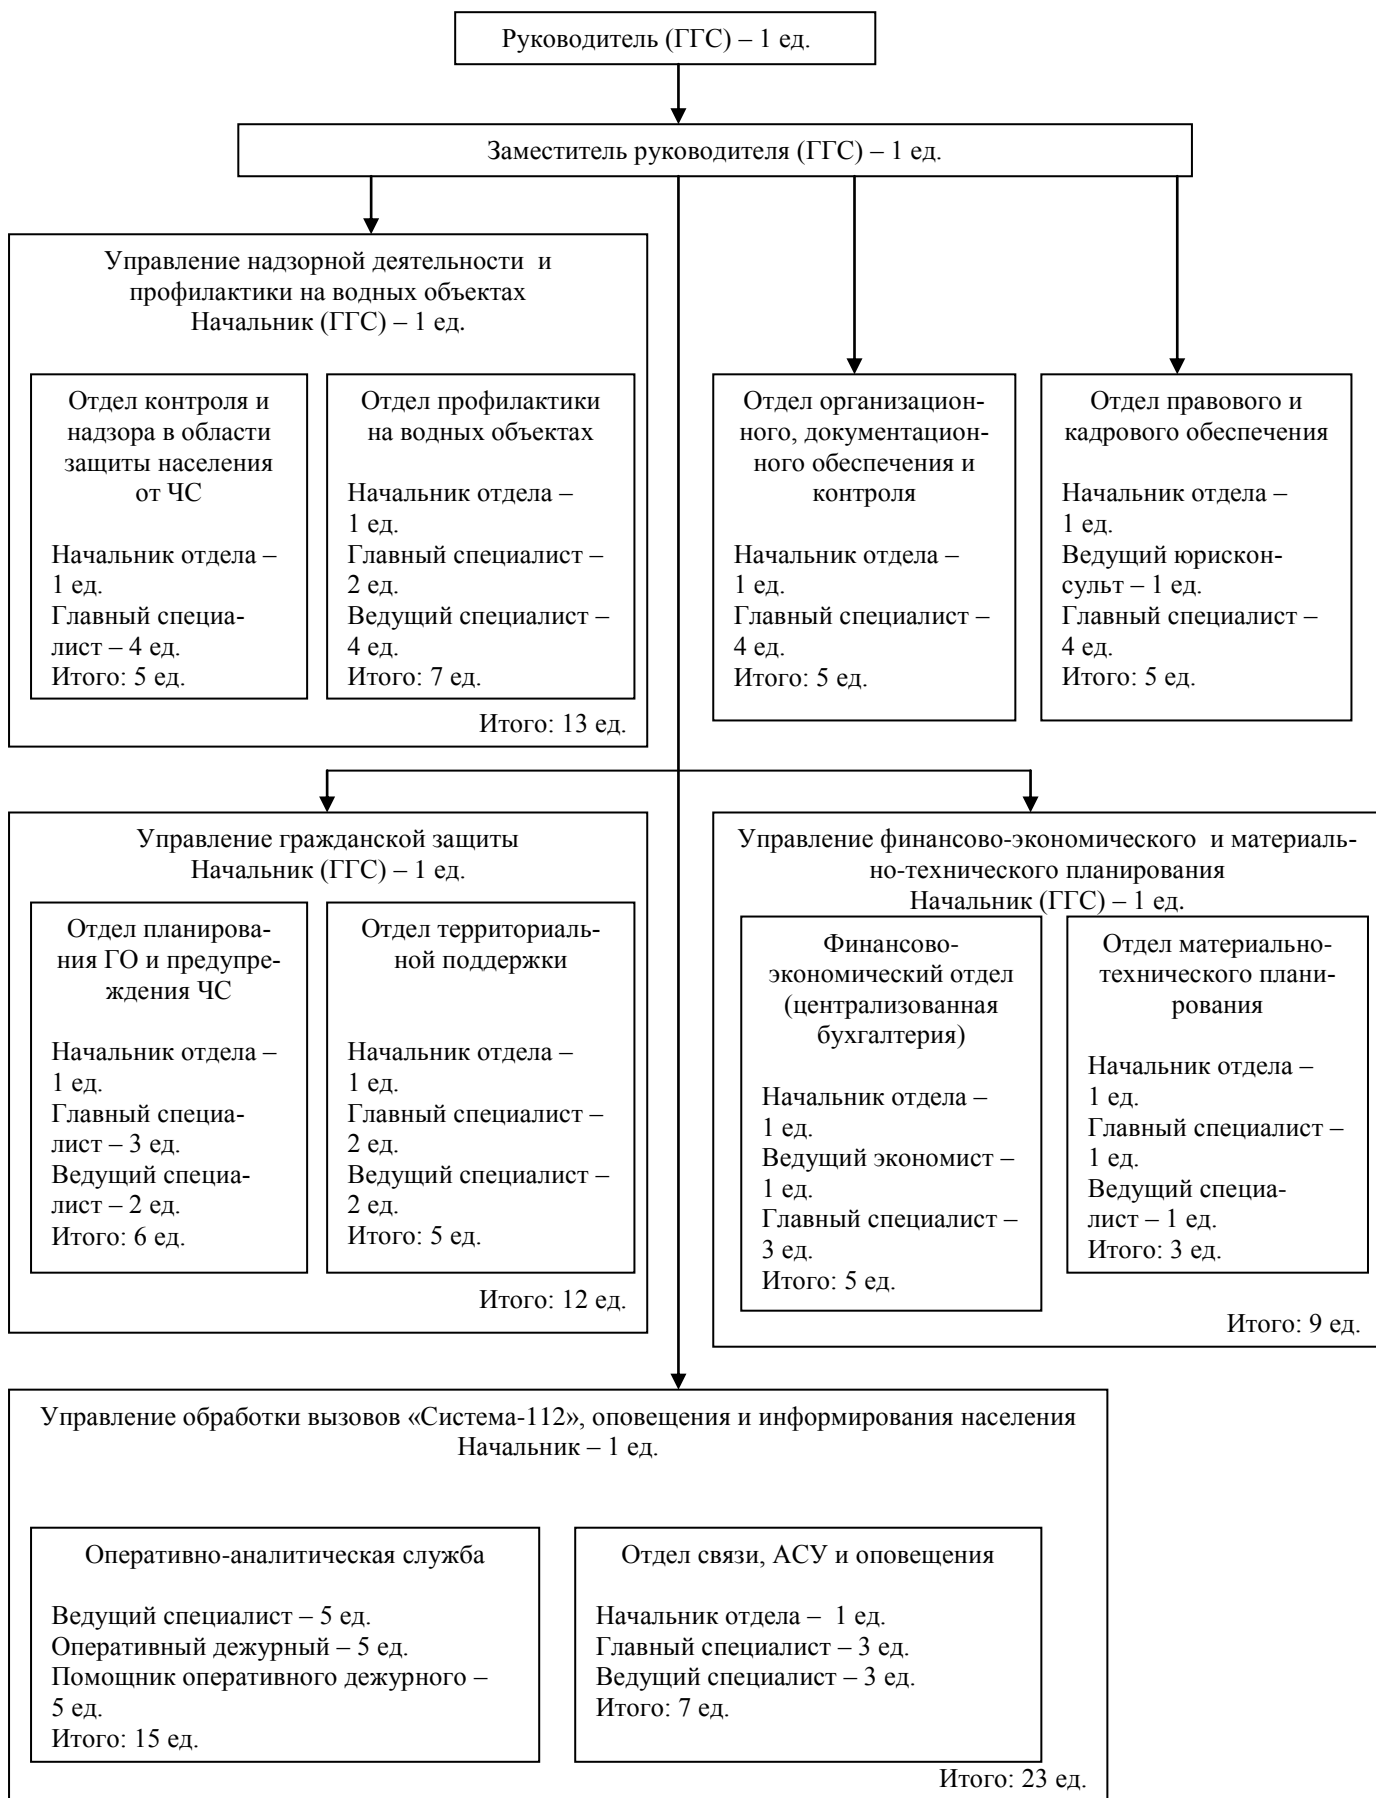 Руководитель (ГГС) – 1 ед.
Заместитель руководителя (ГГС) – 1 ед.
Управление надзорной деятельности  и
профилактики на водных объектах
Начальник (ГГС) – 1 ед.
Отдел контроля и
надзора в области
защиты населения
от ЧС
Начальник отдела –
1 ед.
Главный специа-
лист – 4 ед.
Итого: 5 ед.
Отдел профилактики
на водных объектах
Начальник отдела –
1 ед.
Главный специалист –
2 ед.
Ведущий специалист –
4 ед.
Итого: 7 ед.
Итого: 13 ед.
Отдел организацион-
ного, документацион-
ного обеспечения и
контроля
Начальник отдела –
1 ед.
Главный специалист –
4 ед.
Итого: 5 ед.
Отдел правового и
кадрового обеспечения
Начальник отдела –
1 ед.
Ведущий юрискон-
сульт – 1 ед.
Главный специалист –
4 ед.
Итого: 5 ед.
Управление гражданской защиты
Начальник (ГГС) – 1 ед.
Отдел планирова-
ния ГО и предупре-
ждения ЧС
Начальник отдела –
1 ед.
Главный специа-
лист – 3 ед.
Ведущий специа-
лист – 2 ед.
Итого: 6 ед.
Отдел территориаль-
ной поддержки
Начальник отдела –
1 ед.
Главный специалист –
2 ед.
Ведущий специалист –
2 ед.
Итого: 5 ед.
Итого: 12 ед.
Управление финансово-экономического  и материаль-
но-технического планирования
Начальник (ГГС) – 1 ед.
Финансово-
экономический отдел
(централизованная
бухгалтерия)
Начальник отдела –
1 ед.
Ведущий экономист –
1 ед.
Главный специалист –
3 ед.
Итого: 5 ед.
Отдел материально-
технического плани-
рования
Начальник отдела –
1 ед.
Главный специалист –
1 ед.
Ведущий специа-
лист – 1 ед.
Итого: 3 ед.
Итого: 9 ед.
Управление обработки вызовов «Система-112», оповещения и информирования населения
Начальник – 1 ед.
Оперативно-аналитическая служба
Ведущий специалист – 5 ед.
Оперативный дежурный – 5 ед.
Помощник оперативного дежурного –
5 ед.
Итого: 15 ед.
Отдел связи, АСУ и оповещения
Начальник отдела –  1 ед.
Главный специалист – 3 ед.
Ведущий специалист – 3 ед.
Итого: 7 ед.
Итого: 23 ед.